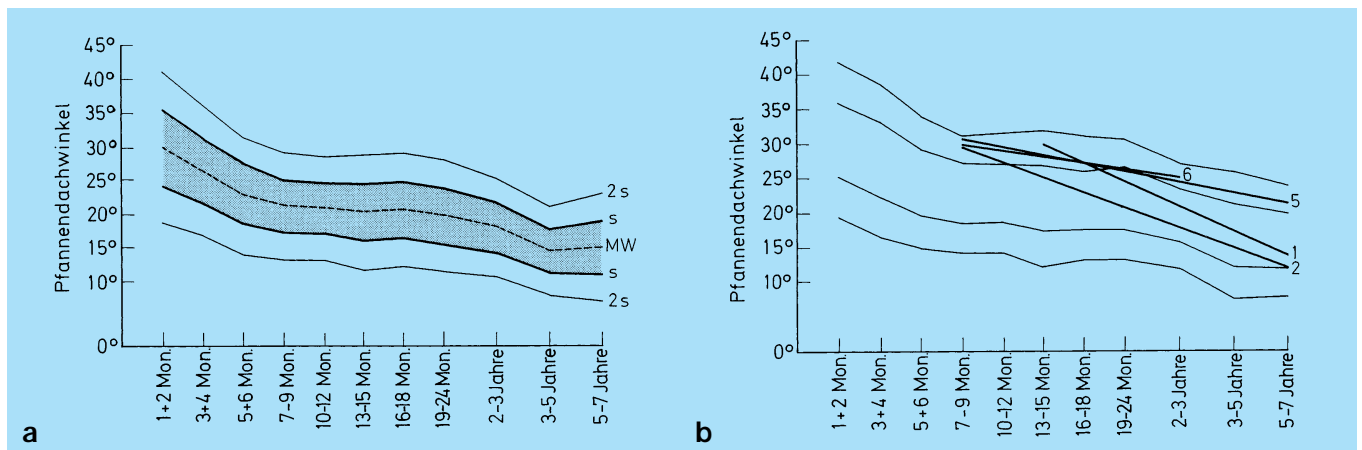 45°
40°
35°
30°
25°
20°
15°
10°
0°
Pfannendachwinkel
2s
s
MW
s
2s
1+2 Mon.
3+4 Mon.
5+6 Mon.
7-9 Mon.
10-12 Mon.
13-15 Mon.
16-18 Mon.
19-24 Mon.
2-3 Jahre
3-5 Jahre
5-7 Jahre
a
45°
40°
35°
30°
25°
20°
15°
10°
0°
Pfannendachwinkel
6
5
1
2
1+2 Mon.
3+4 Mon.
5+6 Mon.
7-9 Mon.
10-12 Mon.
13-15 Mon.
16-18 Mon.
19-24 Mon.
2-3 Jahre
3-5 Jahre
5-7 Jahre
b